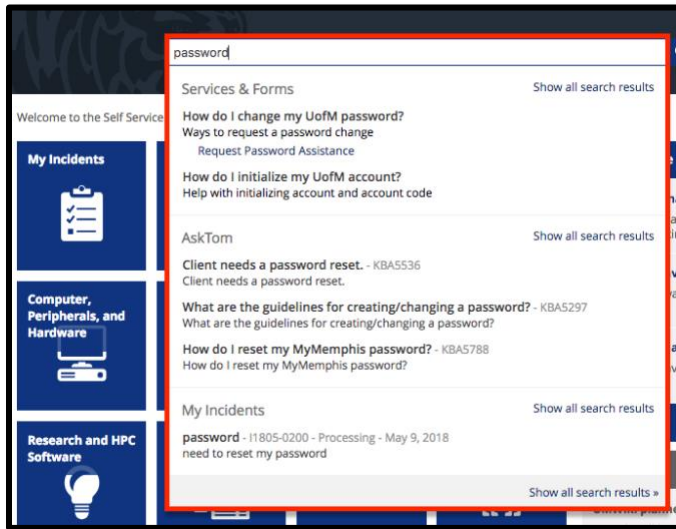 password
Services & Forms Show all search results
How do I change my UofM password?
Ways to request a password change
Request Password Assistance
How do I initialize my UofM account?
Help with initializing account and account code
AskTom Show all search results
Client needs a password reset. - KBA5536
Client needs a password reset.
What are the guidelines for creating/changing a password? - KBA5297
What are the guidelines for creating/changing a password?
How do I reset my MyMemphis password? - KBA5788
How do I reset my MyMemphis password?
My Incidents Show all search results
password - I1805-0200 - Processing - May 9, 2018
need to reset my password
Show all search results »
Welcome to the Self Service
My Incidents
Computer,
Peripherals, and
Hardware
Research and HPC
Software